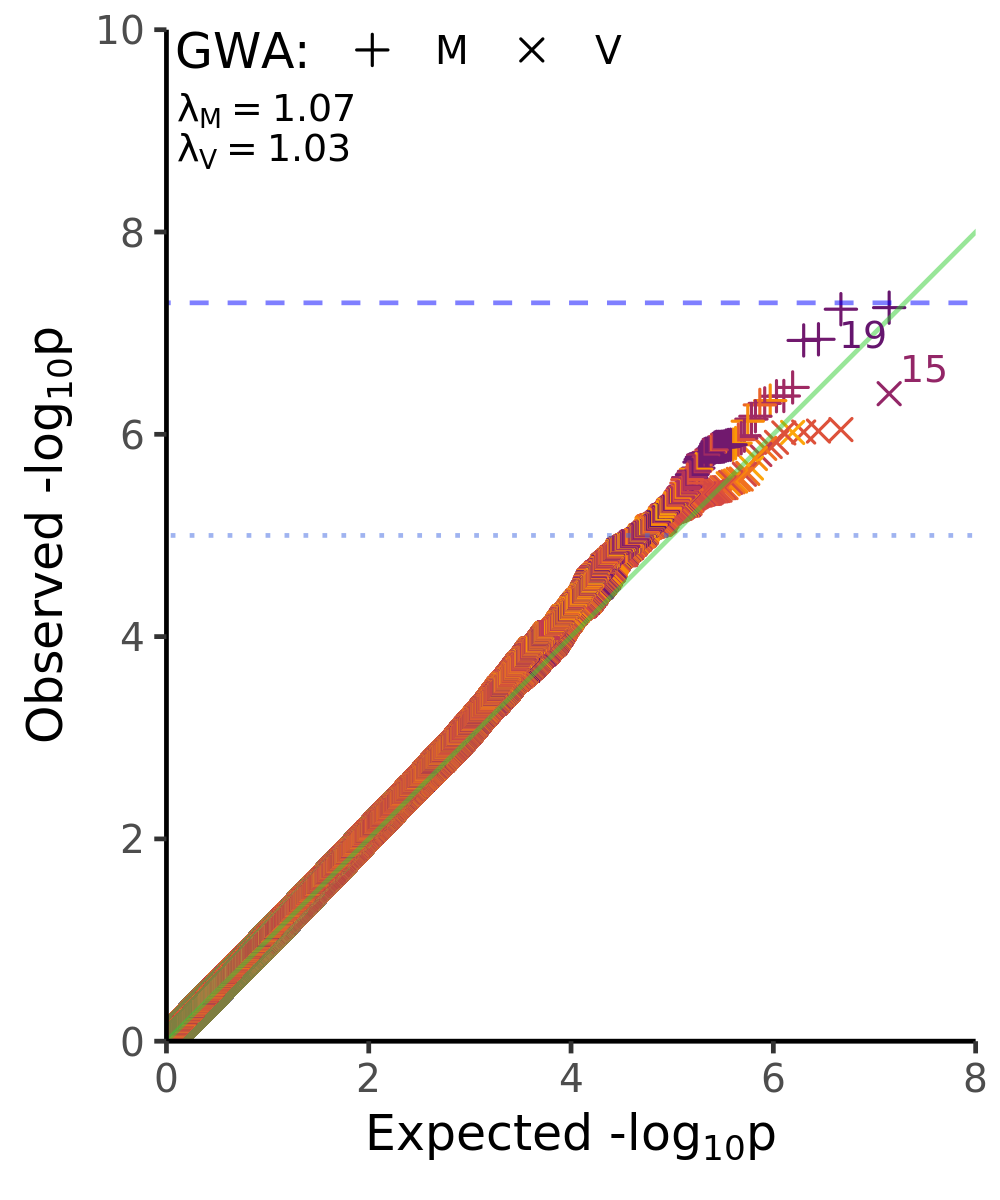 10
GWA: + M × V
λM = 1.07
λV = 1.03
8
19
15
6
4
2
0
0 2 4 6 8
Observed -log10p
Expected -log10p